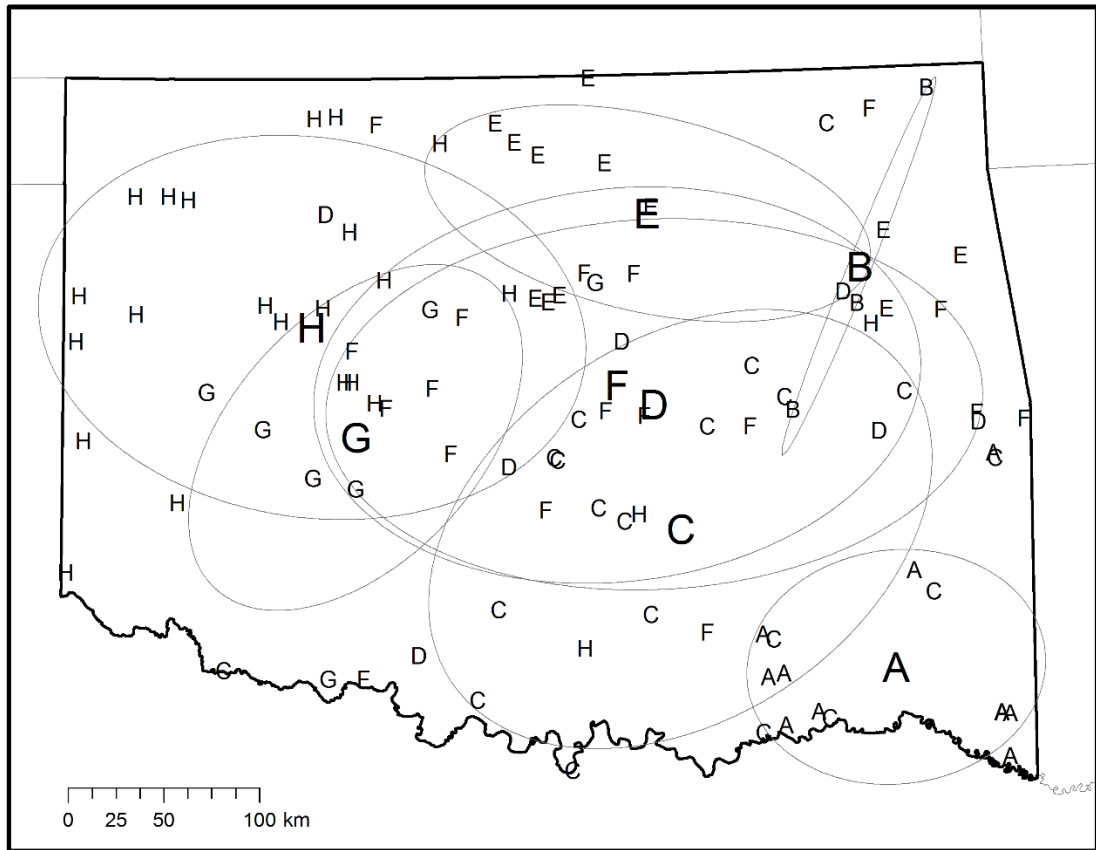 E
B
F
H H F E C
H E
E
E
H H H
E
D E
H E
E
B
F F
H G
H H E E E D B
H H G F E F
H H H H
H D
F
C
H H F F
G C C
H F F D B
C F C F F D F
G D
H G
F C C A C
D
G G
H F C C H
C
H A
C
C C
F A C
H
D
C G F A A
C
A C A A
C A
A
C
0 25 50 100 km